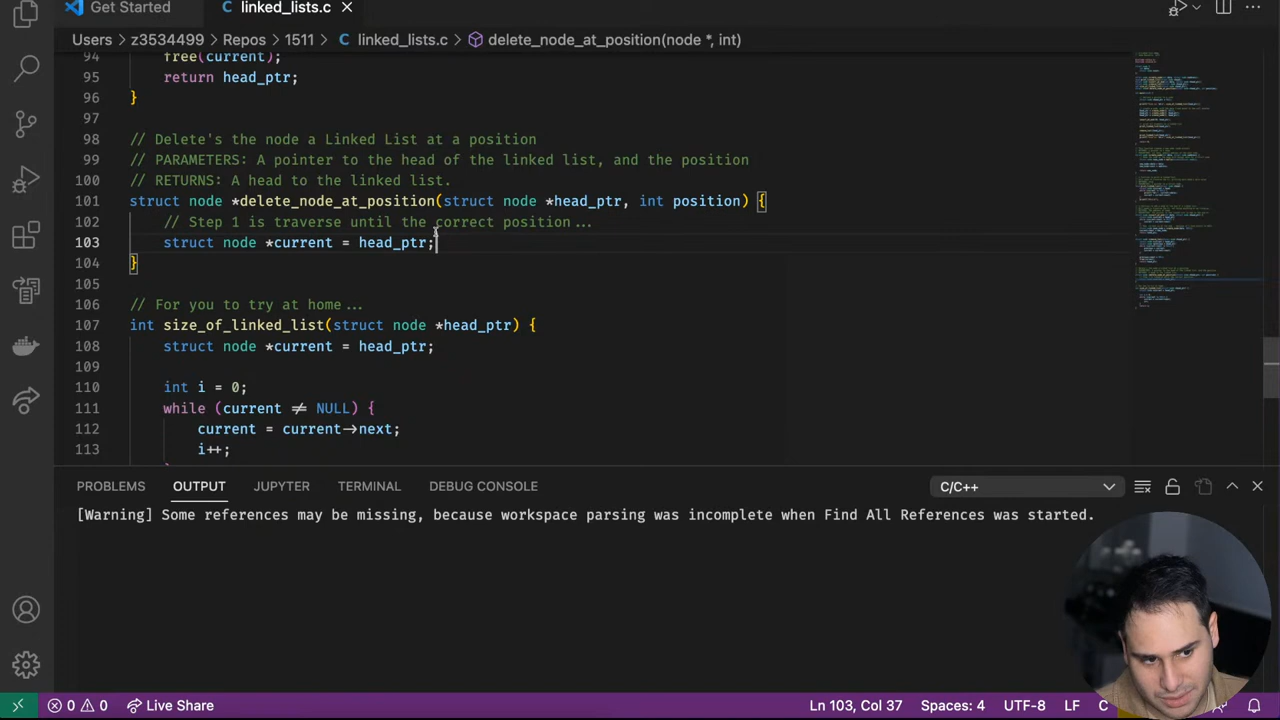 Get Started
linked_lists.c
Users > z3534499 > Repos > 1511 > linked_lists.c > delete_node_at_position(node *, int)
94 free(current);
95 return head_ptr;
96 }
97
98 // Delete's the node in a Linked List at a certain position
99 // PARAMETERS: A pointer to the head of the linked list, and the position
100 // RETURNS: A head to the linked list
101 struct node *delete_node_at_position(struct node *head_ptr, int position) {
102 // Step 1 is traverse until the given position ...
103 struct node *current = head_ptr;
104 }
105
106 // For you to try at home ...
107 int size_of_linked_list(struct node *head_ptr) {
108 struct node *current = head_ptr;
109
110 int i = 0;
111 while (current ≠ NULL) {
112 current = current→next;
113 i++;
PROBLEMS OUTPUT JUPYTER TERMINAL DEBUG CONSOLE C/C++
[Warning] Some references may be missing, because workspace parsing was incomplete when Find All References was started.
0 0 Live Share Ln 103, Col 37 Spaces: 4 UTF-8 LF C